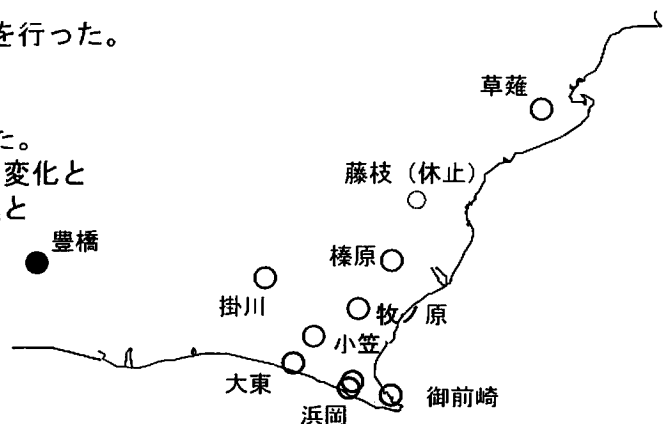 を行った。
草薙
た。
変化と
藤枝（休止）
と
豊橋
榛原
掛川
牧ノ原
小笠
大東
御前崎
浜岡